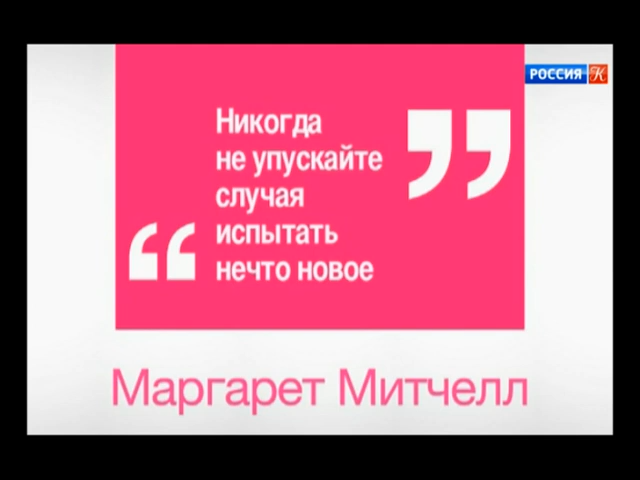 РОССИЯ К
Никогда
не упускайте
случая
испытать
нечто новое
Маргарет Митчелл